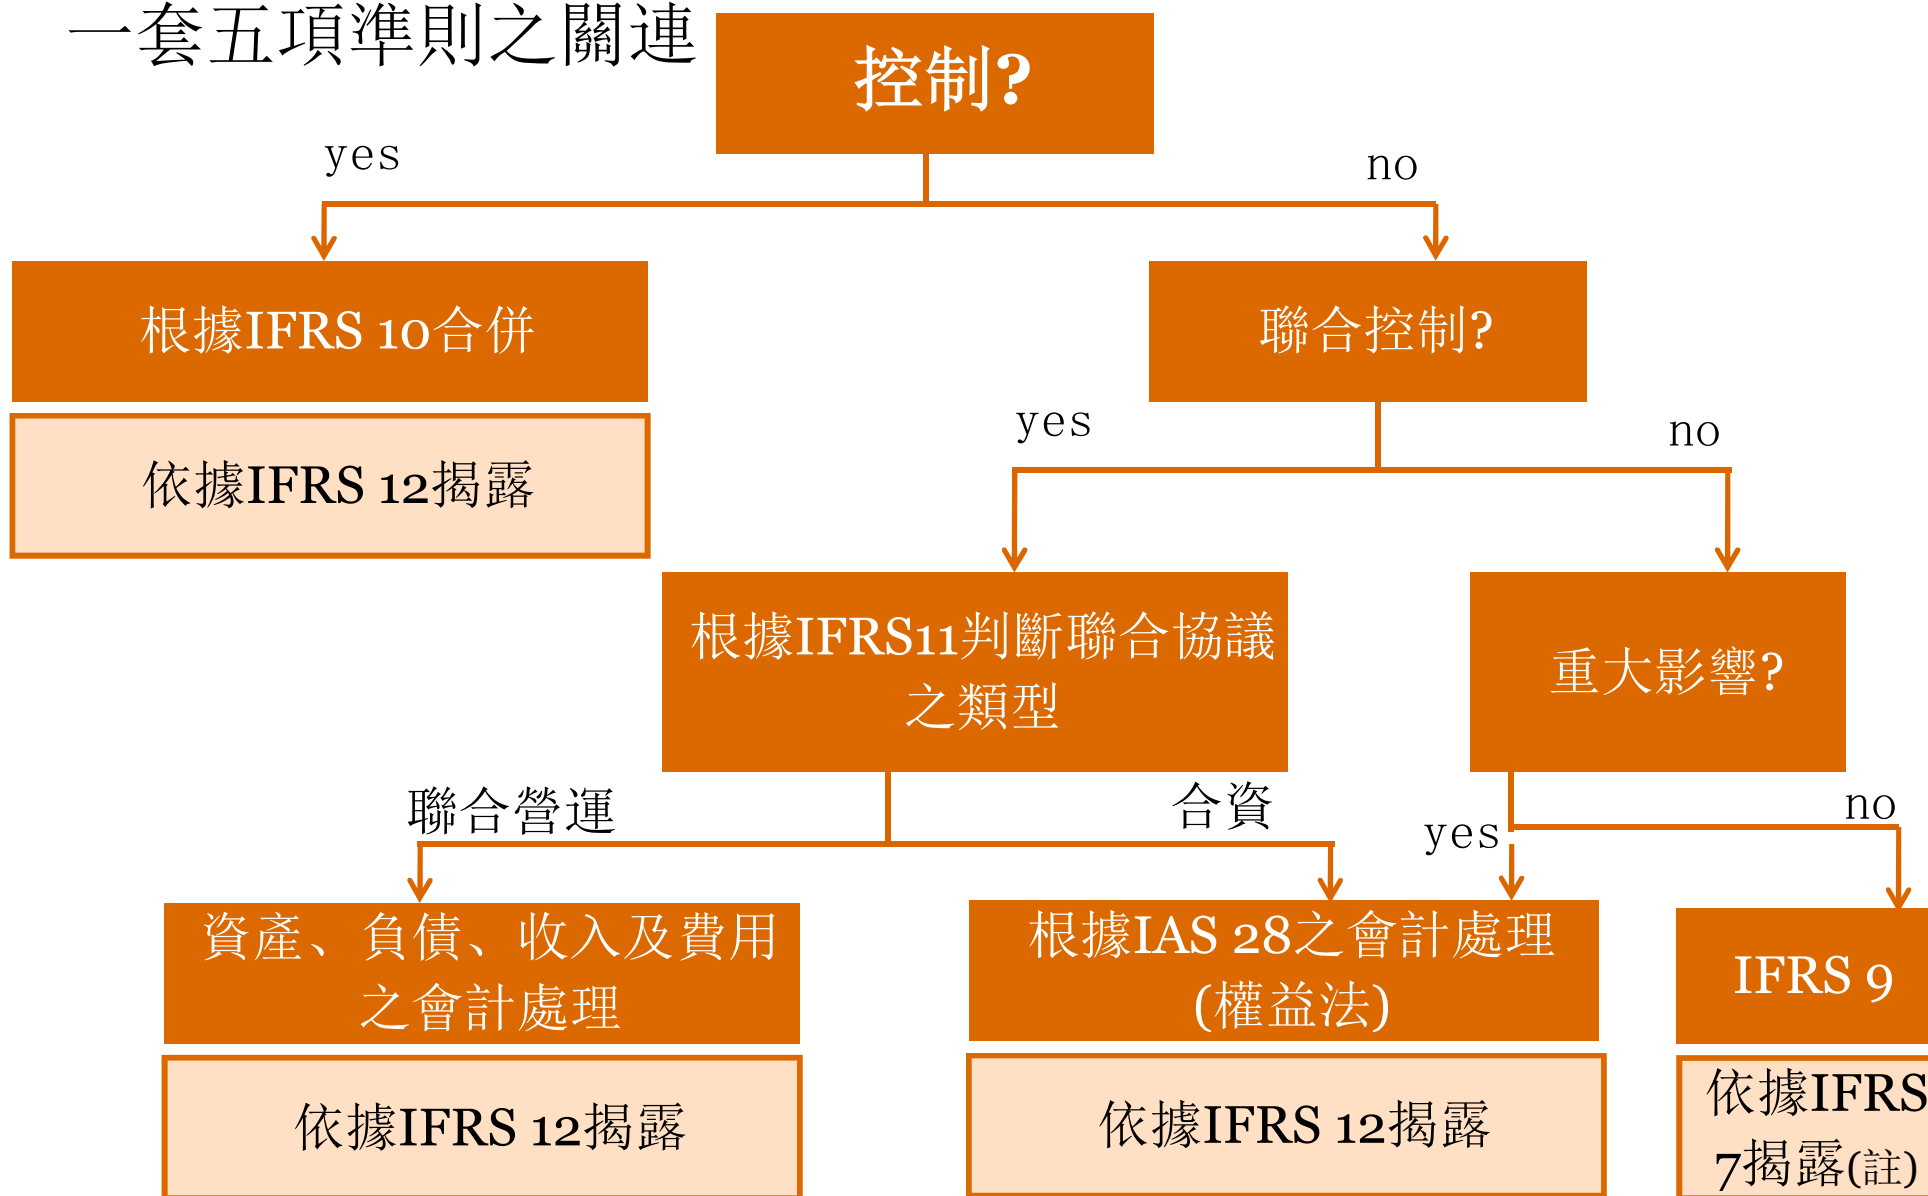 一套五項準則之關連
控制?
yes
no
根據IFRS 10合併
聯合控制?
依據IFRS 12揭露
yes
no
根據IFRS11判斷聯合協議
之類型
重大影響?
聯合營運
合資
yes
no
資產、負債、收入及費用
之會計處理
根據IAS 28之會計處理
(權益法)
IFRS 9
依據IFRS 12揭露
依據IFRS 12揭露
依據IFRS
7揭露(註)